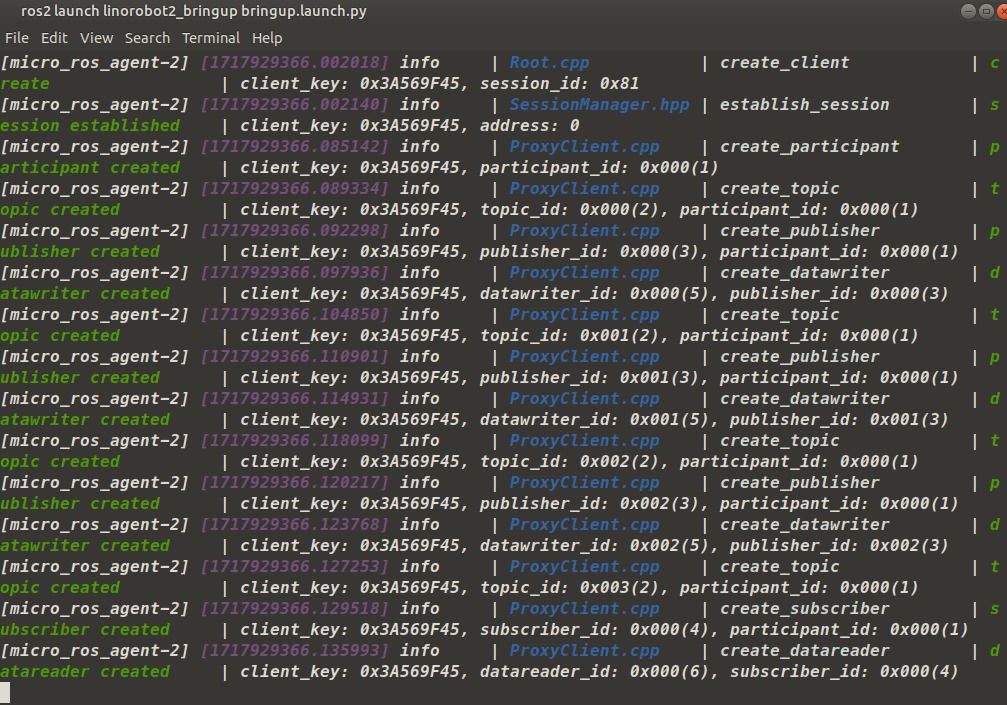 ros2 launch linorobot2_bringup bringup.launch.py
File Edit View Search Terminal Help
[micro_ros_agent-2] [1717929366.002018] info | Root.cpp | create_client | c
reate | client_key: 0x3A569F45, session_id: 0x81
[micro_ros_agent-2] [1717929366.002140] info | SessionManager.hpp | establish_session | s
ession established | client_key: 0x3A569F45, address: 0
[micro_ros_agent-2] [1717929366.085142] info | ProxyClient.cpp | create_participant | p
articipant created | client_key: 0x3A569F45, participant_id: 0x000(1)
[micro_ros_agent-2] [1717929366.089334] info | ProxyClient.cpp | create_topic | t
opic created | client_key: 0x3A569F45, topic_id: 0x000(2), participant_id: 0x000(1)
[micro_ros_agent-2] [1717929366.092298] info | ProxyClient.cpp | create_publisher | p
ublisher created | client_key: 0x3A569F45, publisher_id: 0x000(3), participant_id: 0x000(1)
[micro_ros_agent-2] [1717929366.097936] info | ProxyClient.cpp | create_datawriter | d
atawriter created | client_key: 0x3A569F45, datawriter_id: 0x000(5), publisher_id: 0x000(3)
[micro_ros_agent-2] [1717929366.104850] info | ProxyClient.cpp | create_topic | t
opic created | client_key: 0x3A569F45, topic_id: 0x001(2), participant_id: 0x000(1)
[micro_ros_agent-2] [1717929366.110901] info | ProxyClient.cpp | create_publisher | p
ublisher created | client_key: 0x3A569F45, publisher_id: 0x001(3), participant_id: 0x000(1)
[micro_ros_agent-2] [1717929366.114931] info | ProxyClient.cpp | create_datawriter | d
atawriter created | client_key: 0x3A569F45, datawriter_id: 0x001(5), publisher_id: 0x001(3)
[micro_ros_agent-2] [1717929366.118099] info | ProxyClient.cpp | create_topic | t
opic created | client_key: 0x3A569F45, topic_id: 0x002(2), participant_id: 0x000(1)
[micro_ros_agent-2] [1717929366.120217] info | ProxyClient.cpp | create_publisher | p
ublisher created | client_key: 0x3A569F45, publisher_id: 0x002(3), participant_id: 0x000(1)
[micro_ros_agent-2] [1717929366.123768] info | ProxyClient.cpp | create_datawriter | d
atawriter created | client_key: 0x3A569F45, datawriter_id: 0x002(5), publisher_id: 0x002(3)
[micro_ros_agent-2] [1717929366.127253] info | ProxyClient.cpp | create_topic | t
opic created | client_key: 0x3A569F45, topic_id: 0x003(2), participant_id: 0x000(1)
[micro_ros_agent-2] [1717929366.129518] info | ProxyClient.cpp | create_subscriber | s
ubscriber created | client_key: 0x3A569F45, subscriber_id: 0x000(4), participant_id: 0x000(1)
[micro_ros_agent-2] [1717929366.135993] info | ProxyClient.cpp | create_datareader | d
atareader created | client_key: 0x3A569F45, datareader_id: 0x000(6), subscriber_id: 0x000(4)